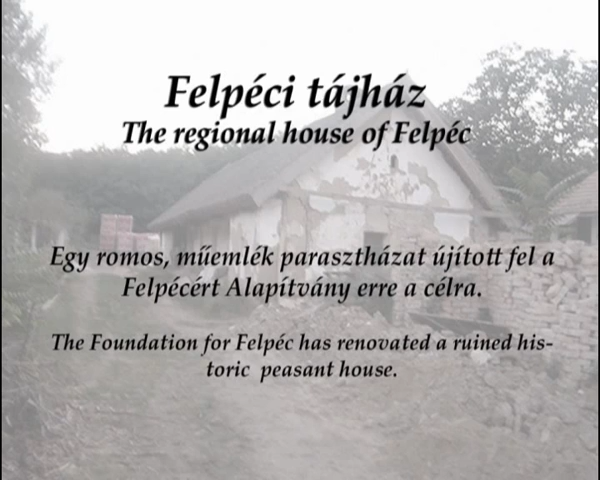 Felpéci tájház
The regional house of Felpéc
Egy romos, műemlék parasztházat újított fel a
Felpécért Alapítvány erre a célra.
The Foundation for Felpéc has renovated a ruined his-
toric peasant house.